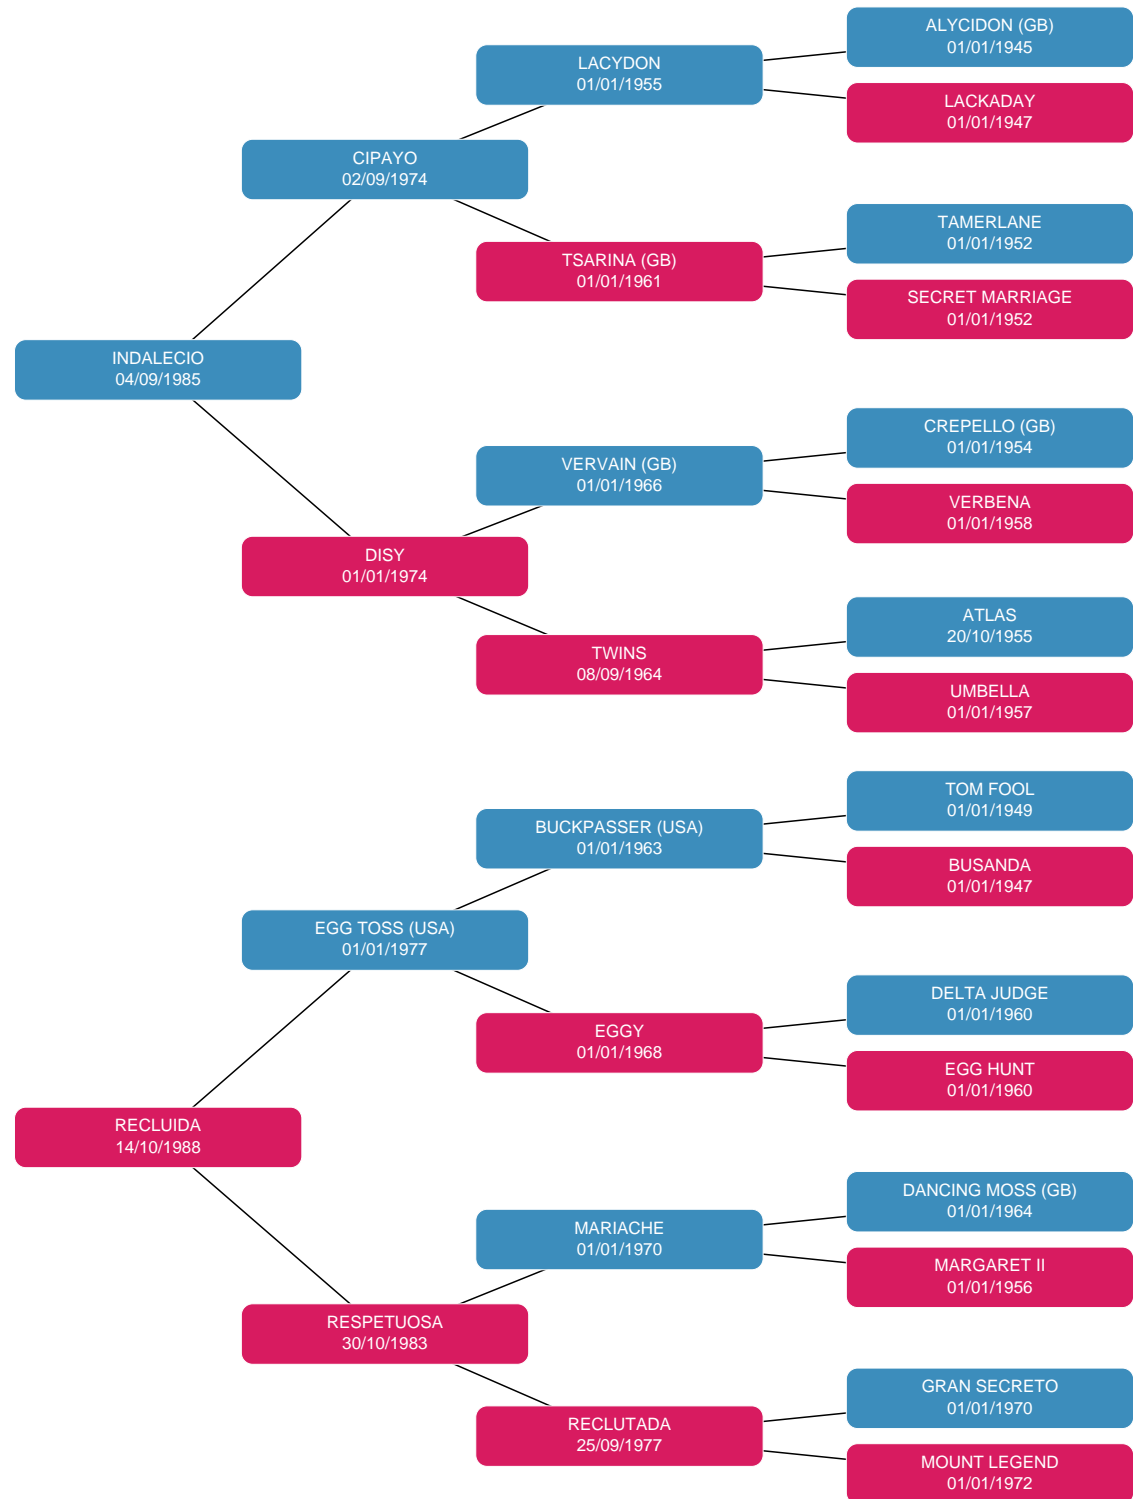 ALYCIDON (GB)
01/01/1945
LACYDON
01/01/1955
LACKADAY
01/01/1947
CIPAYO
02/09/1974
TAMERLANE
01/01/1952
TSARINA (GB)
01/01/1961
SECRET MARRIAGE
01/01/1952
INDALECIO
04/09/1985
CREPELLO (GB)
01/01/1954
VERVAIN (GB)
01/01/1966
VERBENA
01/01/1958
DISY
01/01/1974
ATLAS
20/10/1955
TWINS
08/09/1964
UMBELLA
01/01/1957
TOM FOOL
01/01/1949
BUCKPASSER (USA)
01/01/1963
BUSANDA
01/01/1947
EGG TOSS (USA)
01/01/1977
DELTA JUDGE
01/01/1960
EGGY
01/01/1968
EGG HUNT
01/01/1960
RECLUIDA
14/10/1988
DANCING MOSS (GB)
01/01/1964
MARIACHE
01/01/1970
MARGARET II
01/01/1956
RESPETUOSA
30/10/1983
GRAN SECRETO
01/01/1970
RECLUTADA
25/09/1977
MOUNT LEGEND
01/01/1972